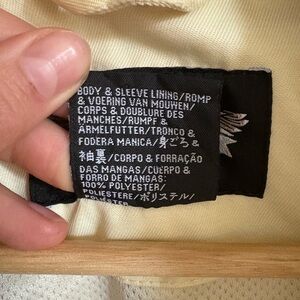 BODY & SLEEVE LINING/ROMP
& VOERING VAN MOUWEN/
CORPS & DOUBLURE DES
MANCHES/RUMPF &
ÄRMELFUTTER/TRONCO &
FODERA MANICA/身ごろ &
袖裏/CORPO & FORRAÇÃO
DAS MANGAS/CUERPO &
FORRO DE MANGAS:
100% POLYESTER/
POLIESTERE/ポリエステル/